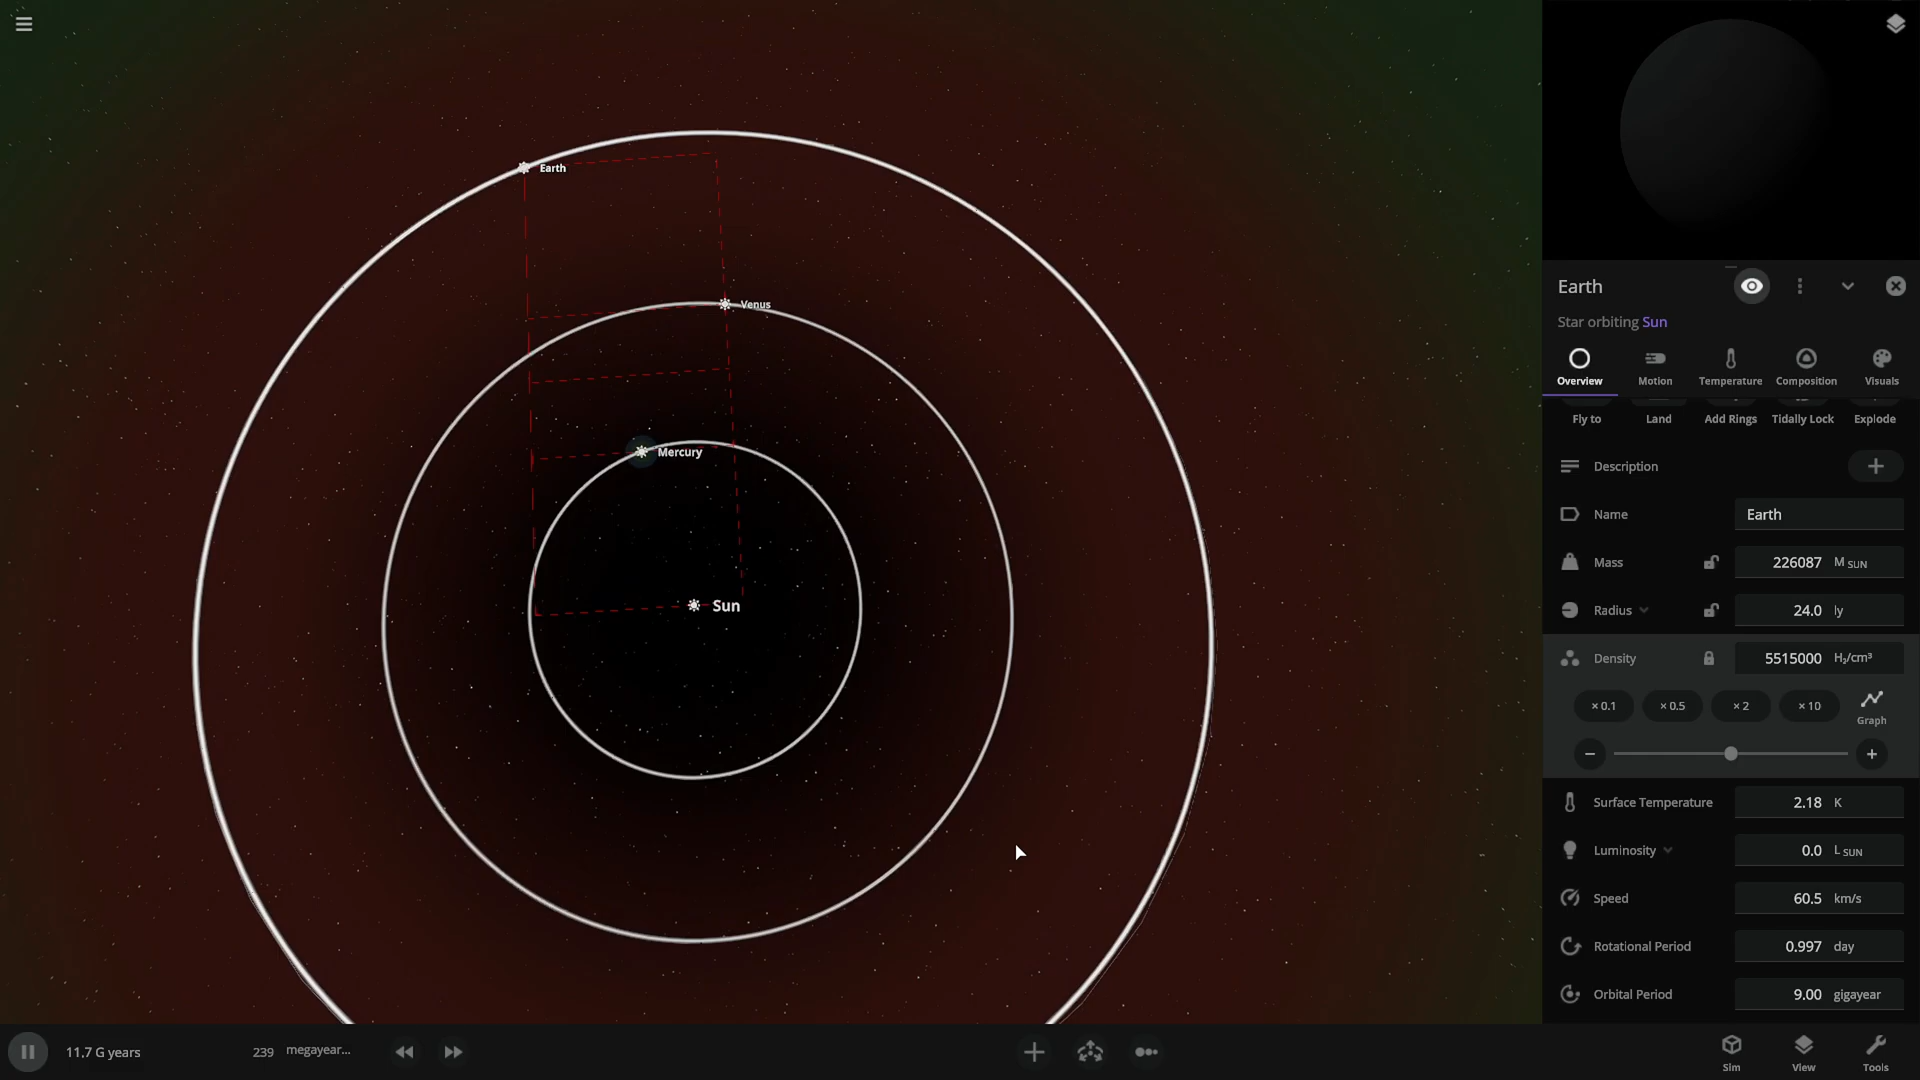 Earth
Venus
Mercury
Sun
Earth
Star orbiting Sun
Overview Motion Temperature Composition Visuals
Fly to Land Add Rings Tidally Lock Explode
Description
Name Earth
Mass 226087 M SUN
Radius 24.0 ly
Density 5515000 H₂/cm³
× 0.1 × 0.5 × 2 × 10 Graph
Surface Temperature 2.18 K
Luminosity 0.0 L SUN
Speed 60.5 km/s
Rotational Period 0.997 day
Orbital Period 9.00 gigayear
11.7 G years 239 megayear...
Sim View Tools